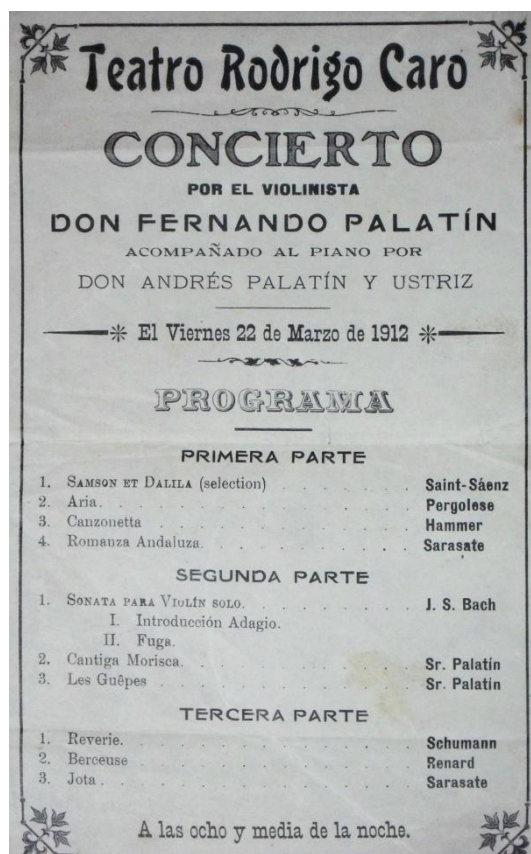 Teatro Rodrigo Caro
CONCIERTO
POR EL VIOLINISTA
DON FERNANDO PALATÍN
ACOMPAÑADO AL PIANO POR
DON ANDRÉS PALATÍN Y USTRIZ
El Viernes 22 de Marzo de 1912
PROGRAMA
PRIMERA PARTE
1. SAMSON ET DALILA (selection) . . . . . . Saint-Sáenz
2. Aria. . . . . . . . . . . . Pergolese
3. Canzonetta . . . . . . . . . . Hammer
4. Romanza Andaluza. . . . . . . . Sarasate
SEGUNDA PARTE
1. SONATA PARA VIOLÍN SOLO. . . . . . . . J. S. Bach
I. Introducción Adagio.
II. Fuga.
2. Cantiga Morisca. . . . . . . . . Sr. Palatín
3. Les Guêpes . . . . . . . . . . Sr. Palatín
TERCERA PARTE
1. Reverie. . . . . . . . . . . Schumann
2. Berceuse . . . . . . . . . . Renard
3. Jota . . . . . . . . . . . . Sarasate
A las ocho y media de la noche.